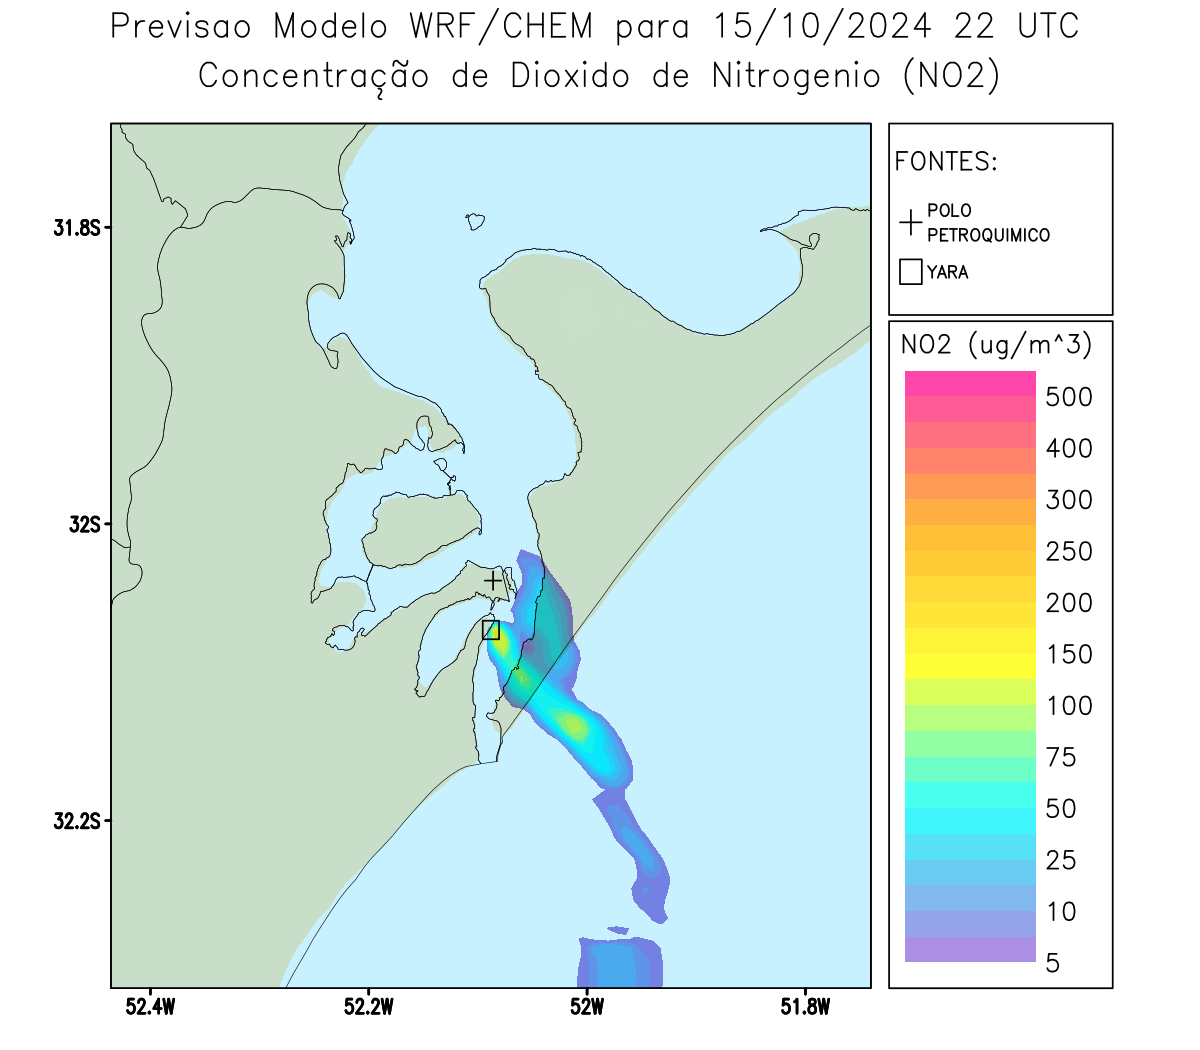 Previsao Modelo WRF/CHEM para 15/10/2024 22 UTC
Concentração de Dioxido de Nitrogenio (NO2)
FONTES:
POLO
PETROQUIMICO
YARA
NO2 (ug/m^3)
500
400
300
250
200
150
100
75
50
25
10
5
31.8S
32S
32.2S
52.4W
52.2W
52W
51.8W